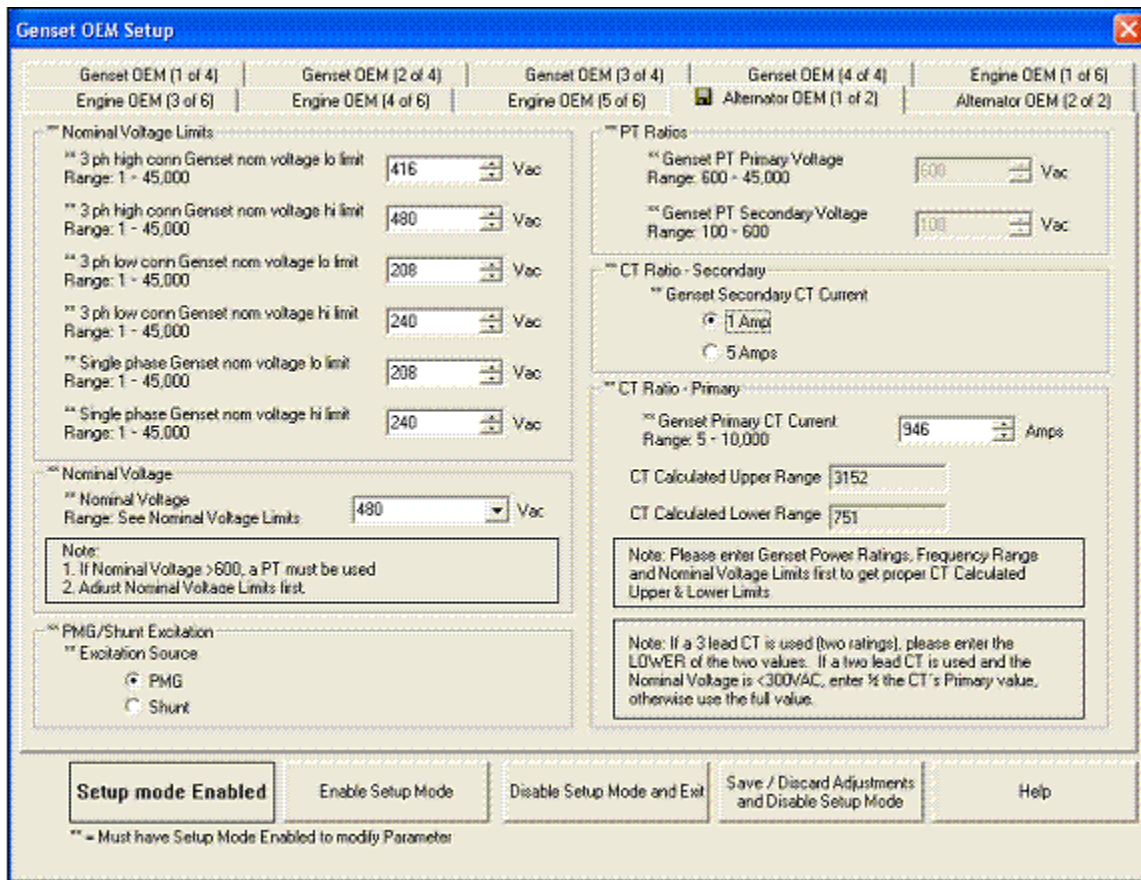 Genset OEM Setup
Genset OEM (1 of 4)
Genset OEM (2 of 4)
Genset OEM (3 of 4)
Genset OEM (4 of 4)
Engine OEM (1 of 6)
Engine OEM (3 of 6)
Engine OEM (4 of 6)
Engine OEM (5 of 6)
Alternator OEM (1 of 2)
Alternator OEM (2 of 2)
** Nominal Voltage Limits
** 3 ph high conn Genset nom voltage lo limit
Range: 1 - 45,000
416 Vac
** 3 ph high conn Genset nom voltage hi limit
Range: 1 - 45,000
480 Vac
** 3 ph low conn Genset nom voltage lo limit
Range: 1 - 45,000
208 Vac
** 3 ph low conn Genset nom voltage hi limit
Range: 1 - 45,000
240 Vac
** Single phase Genset nom voltage lo limit
Range: 1 - 45,000
208 Vac
** Single phase Genset nom voltage hi limit
Range: 1 - 45,000
240 Vac
** Nominal Voltage
** Nominal Voltage
Range: See Nominal Voltage Limits
480 Vac
Note:
1. If Nominal Voltage >600, a PT must be used
2. Adjust Nominal Voltage Limits first.
** PMG/Shunt Excitation
** Excitation Source
PMG
Shunt
** PT Ratios
** Genset PT Primary Voltage
Range: 600 - 45,000
600 Vac
** Genset PT Secondary Voltage
Range: 100 - 600
100 Vac
** CT Ratio - Secondary
** Genset Secondary CT Current
1 Amp
5 Amps
** CT Ratio - Primary
** Genset Primary CT Current
Range: 5 - 10,000
946 Amps
CT Calculated Upper Range 3152
CT Calculated Lower Range 751
Note: Please enter Genset Power Ratings, Frequency Range
and Nominal Voltage Limits first to get proper CT Calculated
Upper & Lower Limits
Note: If a 3 lead CT is used (two ratings), please enter the
LOWER of the two values. If a two lead CT is used and the
Nominal Voltage is <300VAC, enter ½ the CT's Primary value,
otherwise use the full value.
Setup mode Enabled
Enable Setup Mode
Disable Setup Mode and Exit
Save / Discard Adjustments
and Disable Setup Mode
Help
** = Must have Setup Mode Enabled to modify Parameter